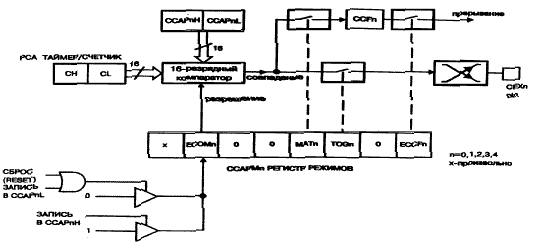 CCAPnH CCAPnL
прерывание
CCFn
16
PCA ТАЙМЕР/СЧЕТЧИК
16
CH CL
16-разрядный
компаратор
совпадение
CEXn
разрешение
x ECOMn 0 0 MATn TOGn 0 ECCFn
CCAPMn РЕГИСТР РЕЖИМОВ
n=0,1,2,3,4
x-произвольно
СБРОС
(RESET)
ЗАПИСЬ
В CCAPnL
0
ЗАПИСЬ
В CCAPnH
1